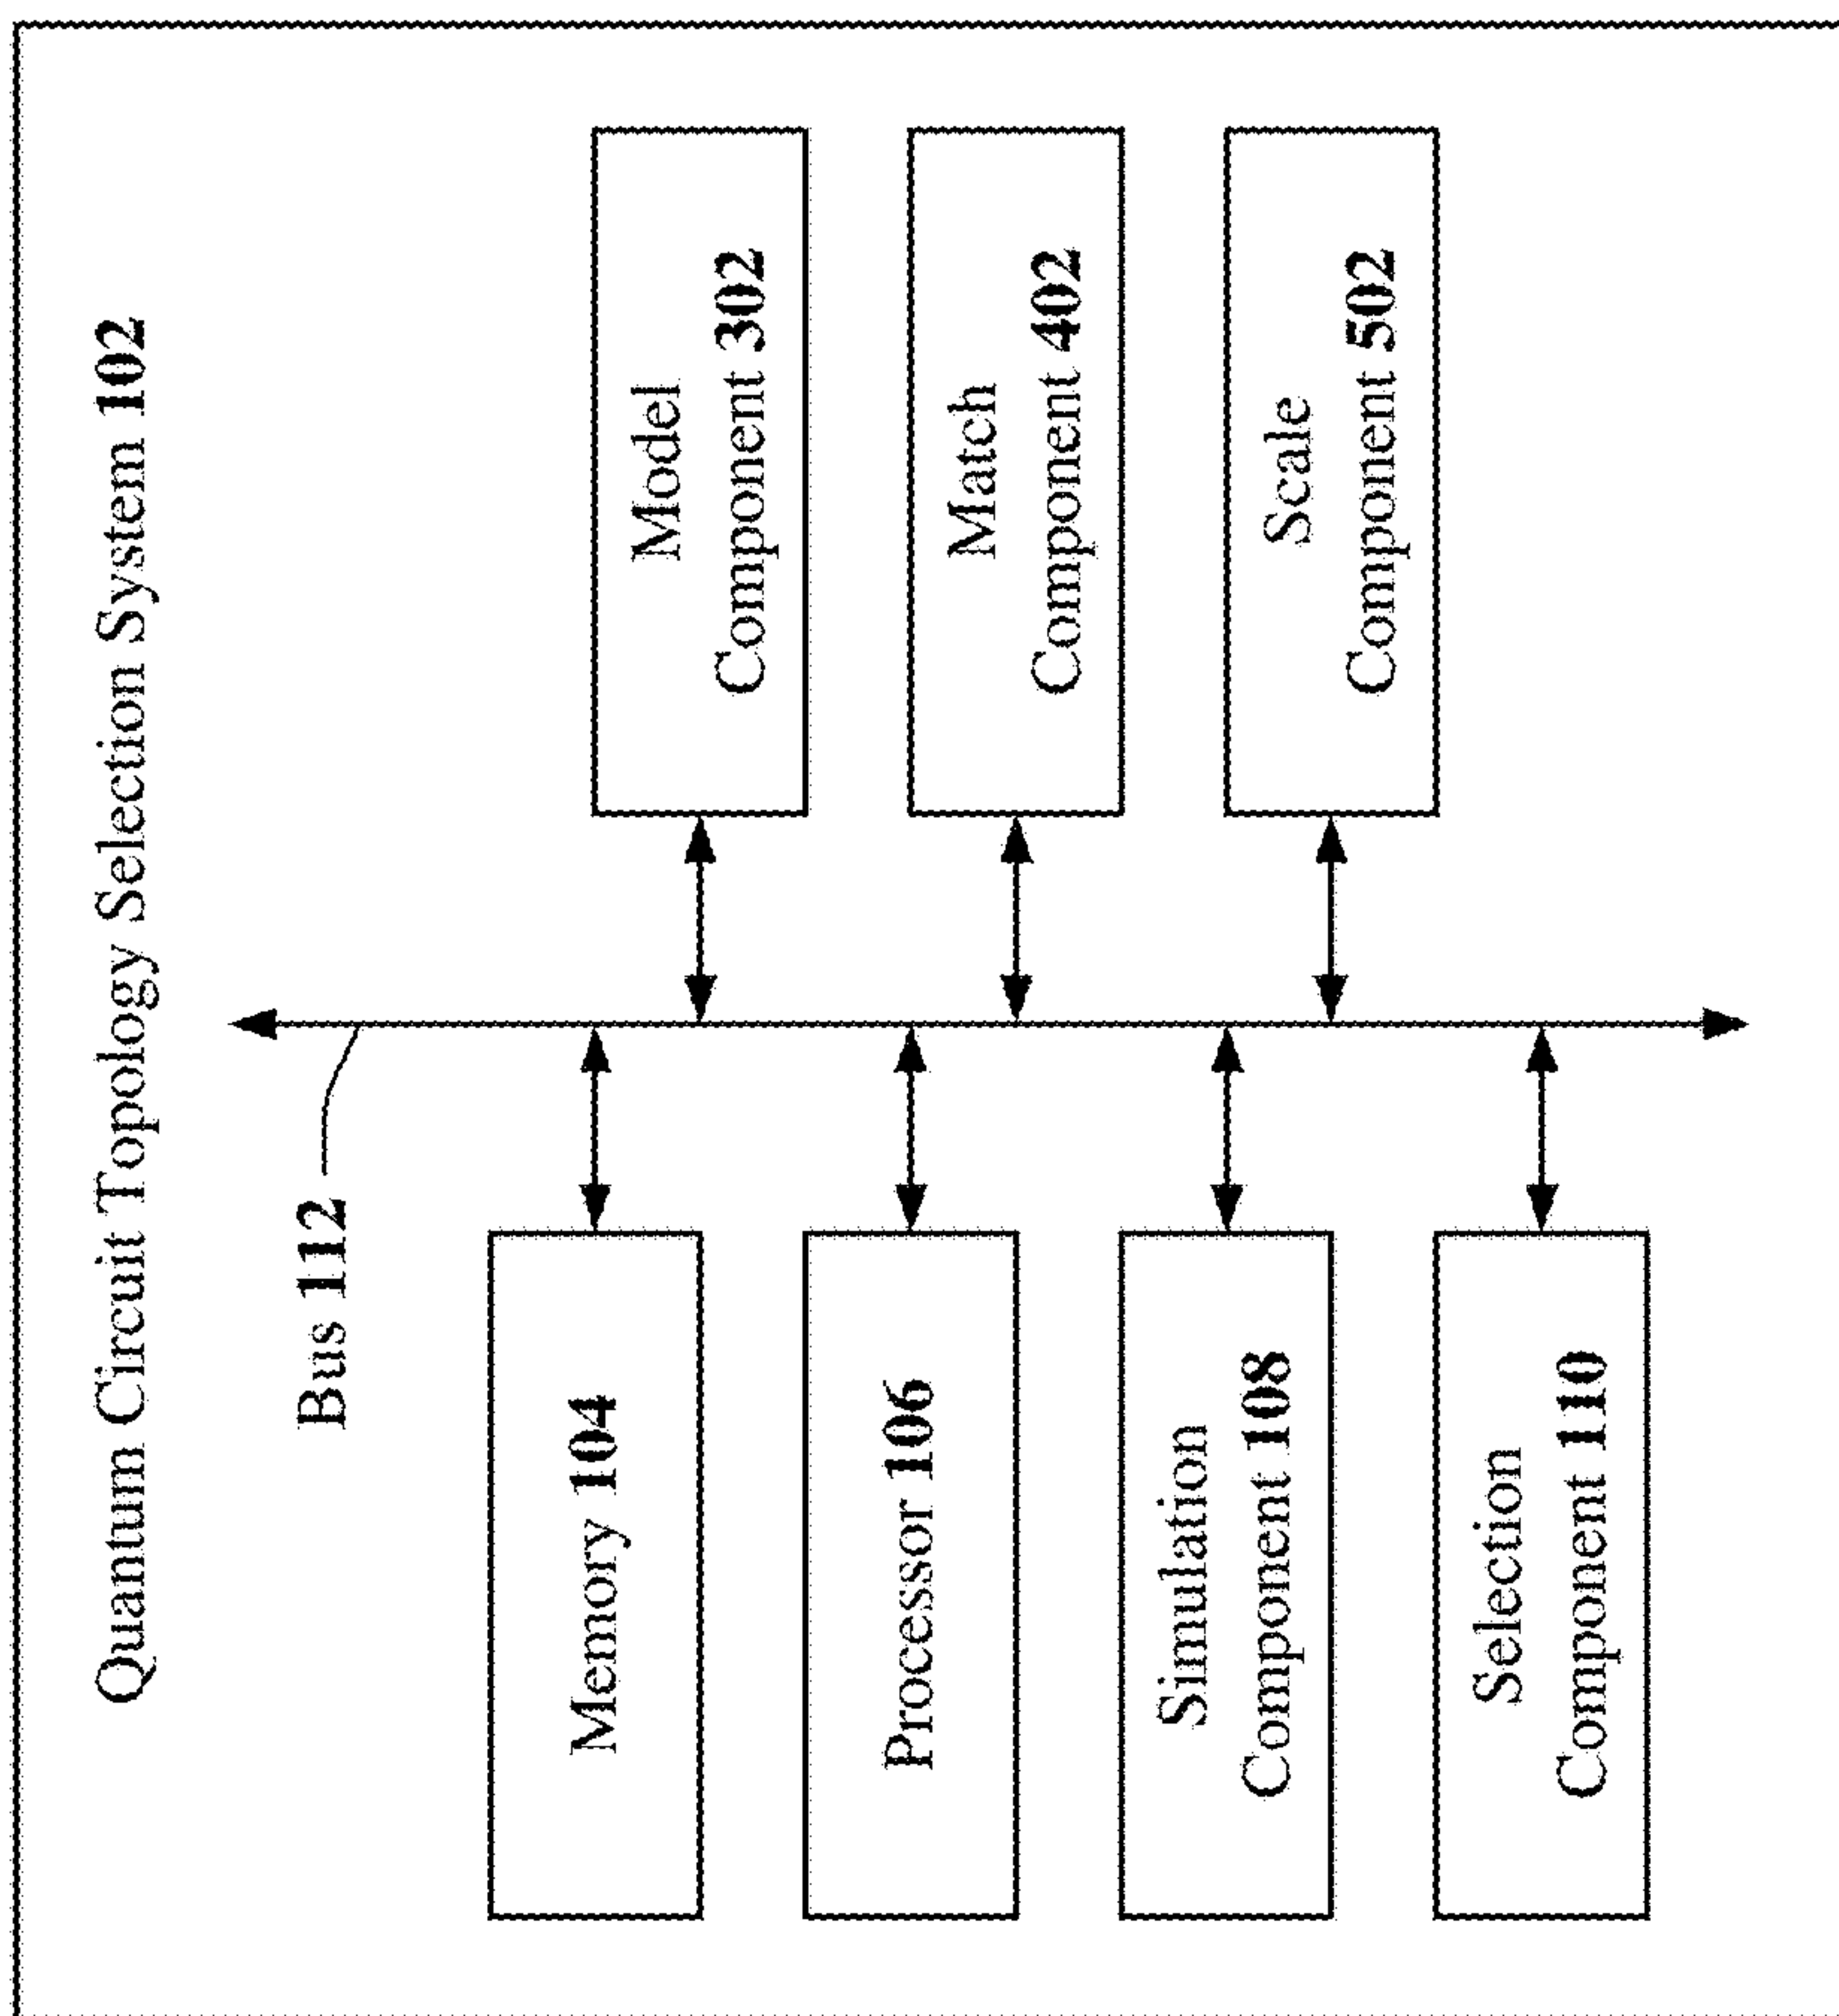 Quantum Circuit Topology Selection System 102
Bus 112
Memory 104
Processor 106
Simulation
Component 108
Selection
Component 110
Model
Component 302
Match
Component 402
Scale
Component 502